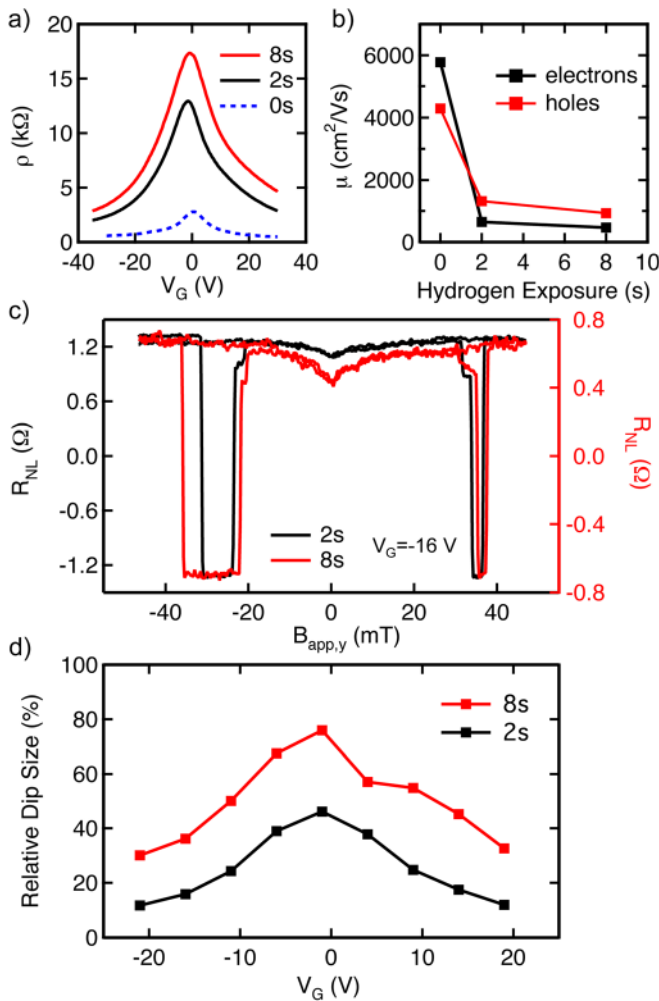 a)
20
15
10
5
0
ρ (kΩ)
-40 -20 0 20 40
V_G (V)
8s
2s
0s
b)
6000
4000
2000
0
μ (cm²/Vs)
0 2 4 6 8 10
Hydrogen Exposure (s)
electrons
holes
c)
1.2
0.6
0.0
-0.6
-1.2
R_NL (Ω)
0.8
0.4
0.0
-0.4
-0.8
R_NL (Ω)
2s
8s
V_G=-16 V
-40 -20 0 20 40
B_app,y (mT)
d)
100
80
60
40
20
0
Relative Dip Size (%)
8s
2s
-20 -10 0 10 20
V_G (V)